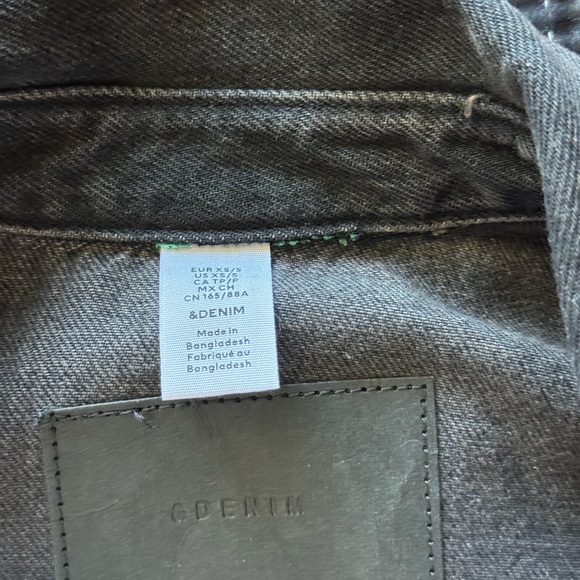 EUR XS/S
US XS/S
CA TP/P
MX CH
CN 165/88A
&DENIM
Made in
Bangladesh
Fabriqué au
Bangladesh
&DENIM